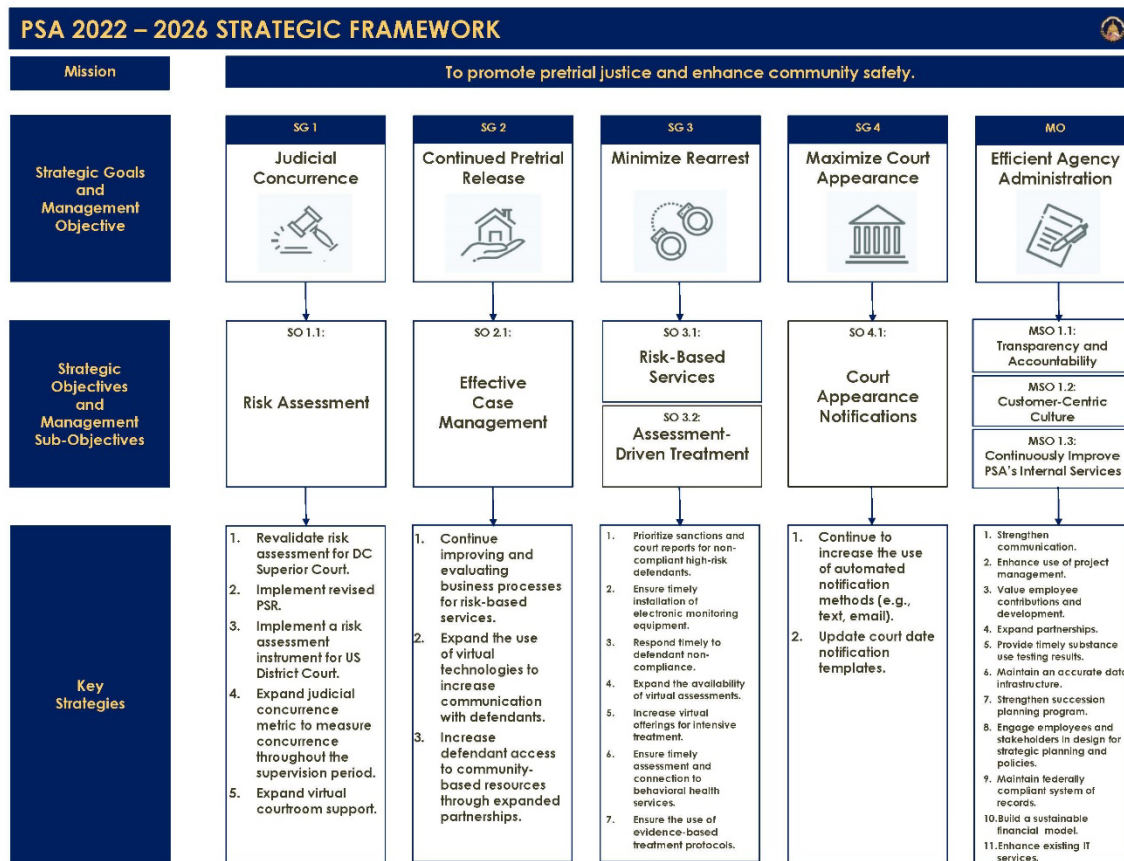 PSA 2022 – 2026 STRATEGIC FRAMEWORK
Mission
To promote pretrial justice and enhance community safety.
Strategic Goals
and
Management
Objective
SG 1
Judicial
Concurrence
SG 2
Continued Pretrial
Release
SG 3
Minimize Rearrest
SG 4
Maximize Court
Appearance
MO
Efficient Agency
Administration
Strategic
Objectives
and
Management
Sub-Objectives
SO 1.1:
Risk Assessment
SO 2.1:
Effective
Case
Management
SO 3.1:
Risk-Based
Services
SO 3.2:
Assessment-
Driven Treatment
SO 4.1:
Court
Appearance
Notifications
MSO 1.1:
Transparency and
Accountability
MSO 1.2:
Customer-Centric
Culture
MSO 1.3:
Continuously Improve
PSA's Internal Services
Key
Strategies
1. Revalidate risk
assessment for DC
Superior Court.
2. Implement revised
PSR.
3. Implement a risk
assessment
instrument for US
District Court.
4. Expand judicial
concurrence
metric to measure
concurrence
throughout the
supervision period.
5. Expand virtual
courtroom support.
1. Continue
improving and
evaluating
business processes
for risk-based
services.
2. Expand the use
of virtual
technologies to
increase
communication
with defendants.
3. Increase
defendant access
to community-
based resources
through expanded
partnerships.
1. Prioritize sanctions and
court reports for non-
compliant high-risk
defendants.
2. Ensure timely
installation of
electronic monitoring
equipment.
3. Respond timely to
defendant non-
compliance.
4. Expand the availability
of virtual assessments.
5. Increase virtual
offerings for intensive
treatment.
6. Ensure timely
assessment and
connection to
behavioral health
services.
7. Ensure the use of
evidence-based
treatment protocols.
1. Continue to
increase the use
of automated
notification
methods (e.g.,
text, email).
2. Update court date
notification
templates.
1. Strengthen
communication.
2. Enhance use of project
management.
3. Value employee
contributions and
development.
4. Expand partnerships.
5. Provide timely substance
use testing results.
6. Maintain an accurate data
infrastructure.
7. Strengthen succession
planning program.
8. Engage employees and
stakeholders in design for
strategic planning and
policies.
9. Maintain federally
compliant system of
records.
10. Build a sustainable
financial model.
11. Enhance existing IT
services.